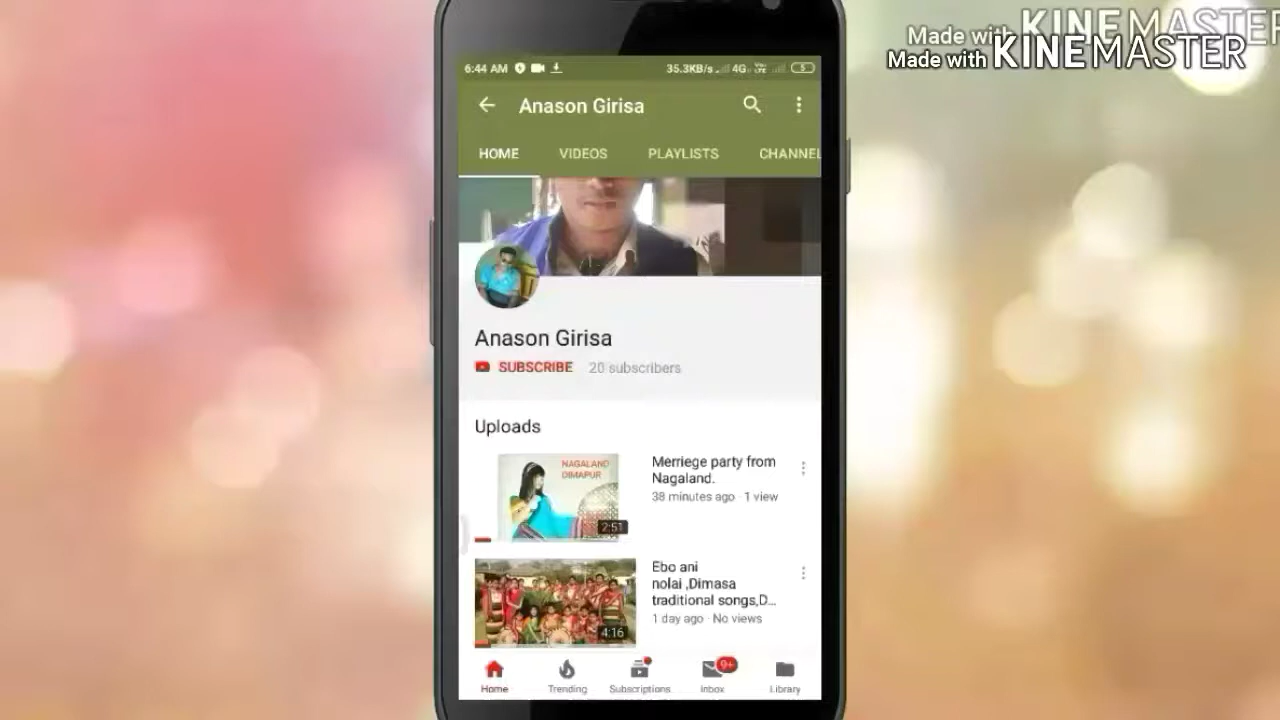 Made with KINEMASTER
Made with KINEMASTER
6:44 AM 35.3KB/s 4G VoLTE 5
Anason Girisa
HOME VIDEOS PLAYLISTS CHANNEL
Anason Girisa
SUBSCRIBE 20 subscribers
Uploads
NAGALAND
DIMAPUR
2:51
Merriege party from
Nagaland.
38 minutes ago · 1 view
4:16
Ebo ani
nolai ,Dimasa
traditional songs,D...
1 day ago · No views
9+
Home Trending Subscriptions Inbox Library